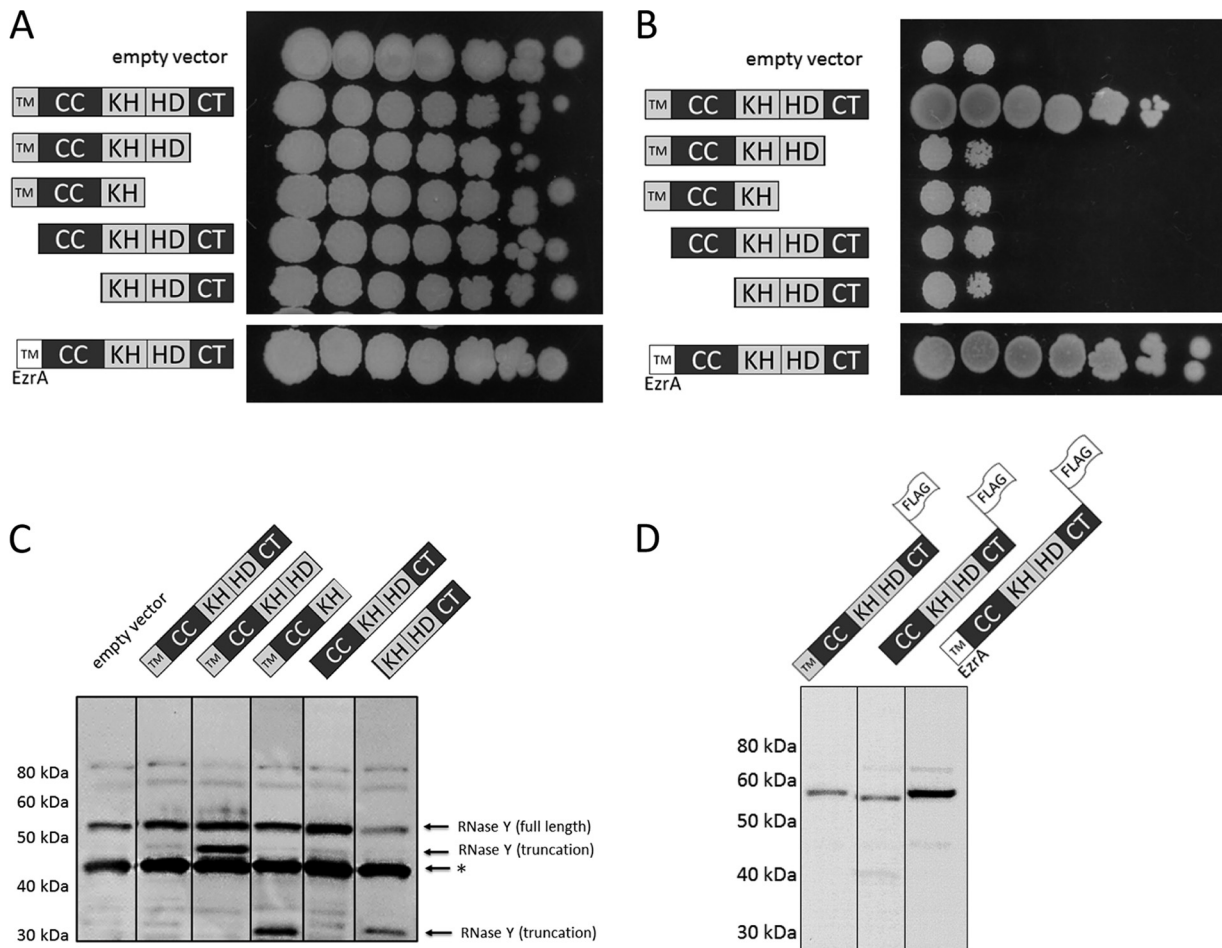 A
empty vector
TM CC KH HD CT
TM CC KH HD
TM CC KH
CC KH HD CT
KH HD CT
TM CC KH HD CT
EzrA
B
empty vector
TM CC KH HD CT
TM CC KH HD
TM CC KH
CC KH HD CT
KH HD CT
TM CC KH HD CT
EzrA
C
empty vector
TM CC KH HD CT
TM CC KH HD
TM CC KH
CC KH HD CT
KH HD CT
80 kDa
60 kDa
50 kDa
40 kDa
30 kDa
RNase Y (full length)
RNase Y (truncation)
*
RNase Y (truncation)
D
TM CC KH HD CT FLAG
CC KH HD CT FLAG
TM CC KH HD CT FLAG
EzrA
80 kDa
60 kDa
50 kDa
40 kDa
30 kDa